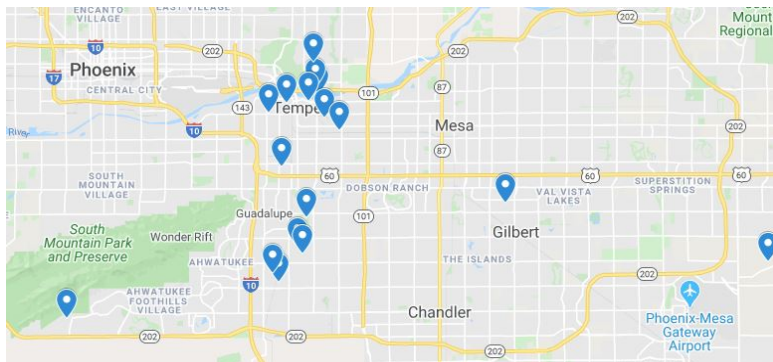 ENCANTO
VILLAGE
EAST VILLAGE
202
South
Mountain
Regional
10
202
Phoenix
17
CENTRAL CITY
143
101
87
Tempe
River
10
Mesa
202
87
SOUTH
MOUNTAIN
VILLAGE
60
60
60
DOBSON RANCH
SUPERSTITION
SPRINGS
VAL VISTA
LAKES
Guadalupe
101
South
Mountain Park
and Preserve
Wonder Rift
Gilbert
AHWATUKEE
THE ISLANDS
202
202
10
AHWATUKEE
FOOTHILLS
VILLAGE
Chandler
Phoenix-Mesa
Gateway
Airport
202
202